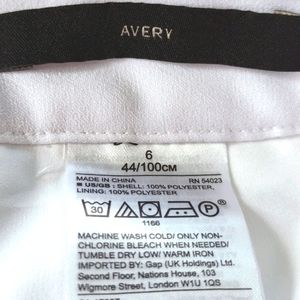 AVERY
6
44/100CM
MADE IN CHINA RN 54023
US/GB : SHELL: 100% POLYESTER,
LINING: 100% POLYESTER
30 P
1166
MACHINE WASH COLD/ ONLY NON-
CHLORINE BLEACH WHEN NEEDED/
TUMBLE DRY LOW/ WARM IRON
IMPORTED BY: Gap (UK Holdings) Ltd.
Second Floor, Nations House, 103
Wigmore Street, London W1U 1QS